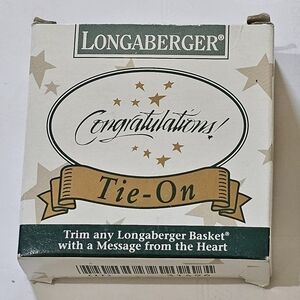 LONGABERGER®
Congratulations!
Tie-On
Trim any Longaberger Basket®
with a Message from the Heart